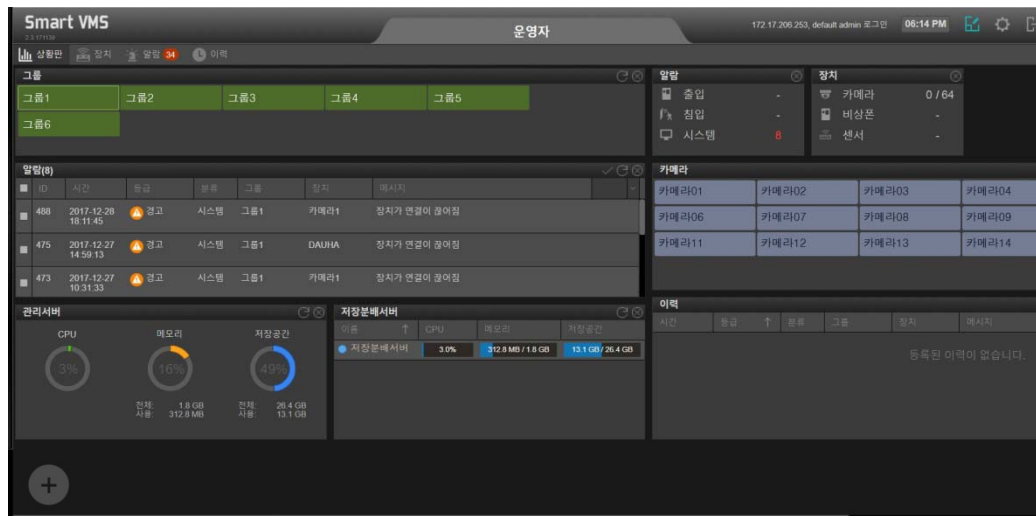 Smart VMS
2.3.171139
운영자
172.17.206.253, default admin 로그인 06:14 PM
상황판 장치 알람 34 이력
그룹
그룹1 그룹2 그룹3 그룹4 그룹5
그룹6
알람
출입 -
침입 -
시스템 8
장치
카메라 0 / 64
비상폰 -
센서 -
알람(8)
ID 시간 등급 분류 그룹 장치 메시지
488 2017-12-28 18:11:45 경고 시스템 그룹1 카메라1 장치가 연결이 끊어짐
475 2017-12-27 14:59:13 경고 시스템 그룹1 DAUHA 장치가 연결이 끊어짐
473 2017-12-27 10:31:33 경고 시스템 그룹1 카메라1 장치가 연결이 끊어짐
카메라
카메라01 카메라02 카메라03 카메라04
카메라06 카메라07 카메라08 카메라09
카메라11 카메라12 카메라13 카메라14
관리서버
CPU 메모리 저장공간
3% 16% 49%
전체: 1.8 GB 전체: 26.4 GB
사용: 312.8 MB 사용: 13.1 GB
저장분배서버
이름 ↑ CPU 메모리 저장공간
저장분배서버 3.0% 312.8 MB / 1.8 GB 13.1 GB / 26.4 GB
이력
시간 등급 ↑ 분류 그룹 장치 메시지
등록된 이력이 없습니다.